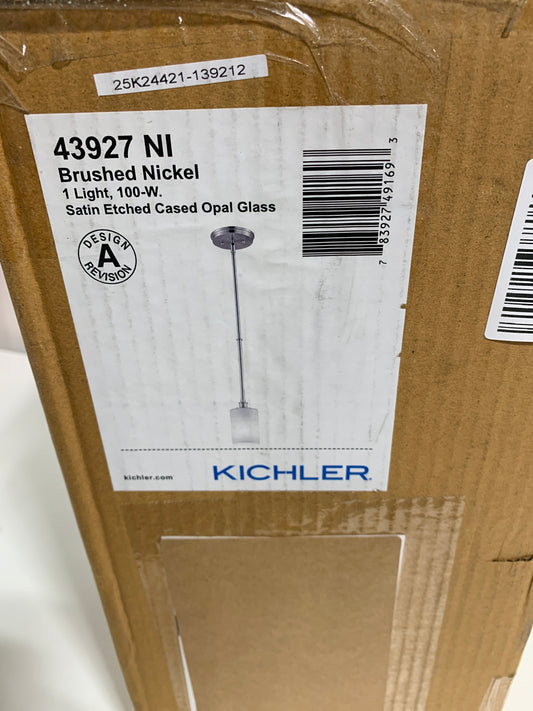 25K24421-139212
43927 NI
Brushed Nickel
1 Light, 100-W.
Satin Etched Cased Opal Glass
DESIGN
A
REVISION
7 83927 49169 3
kichler.com
KICHLER